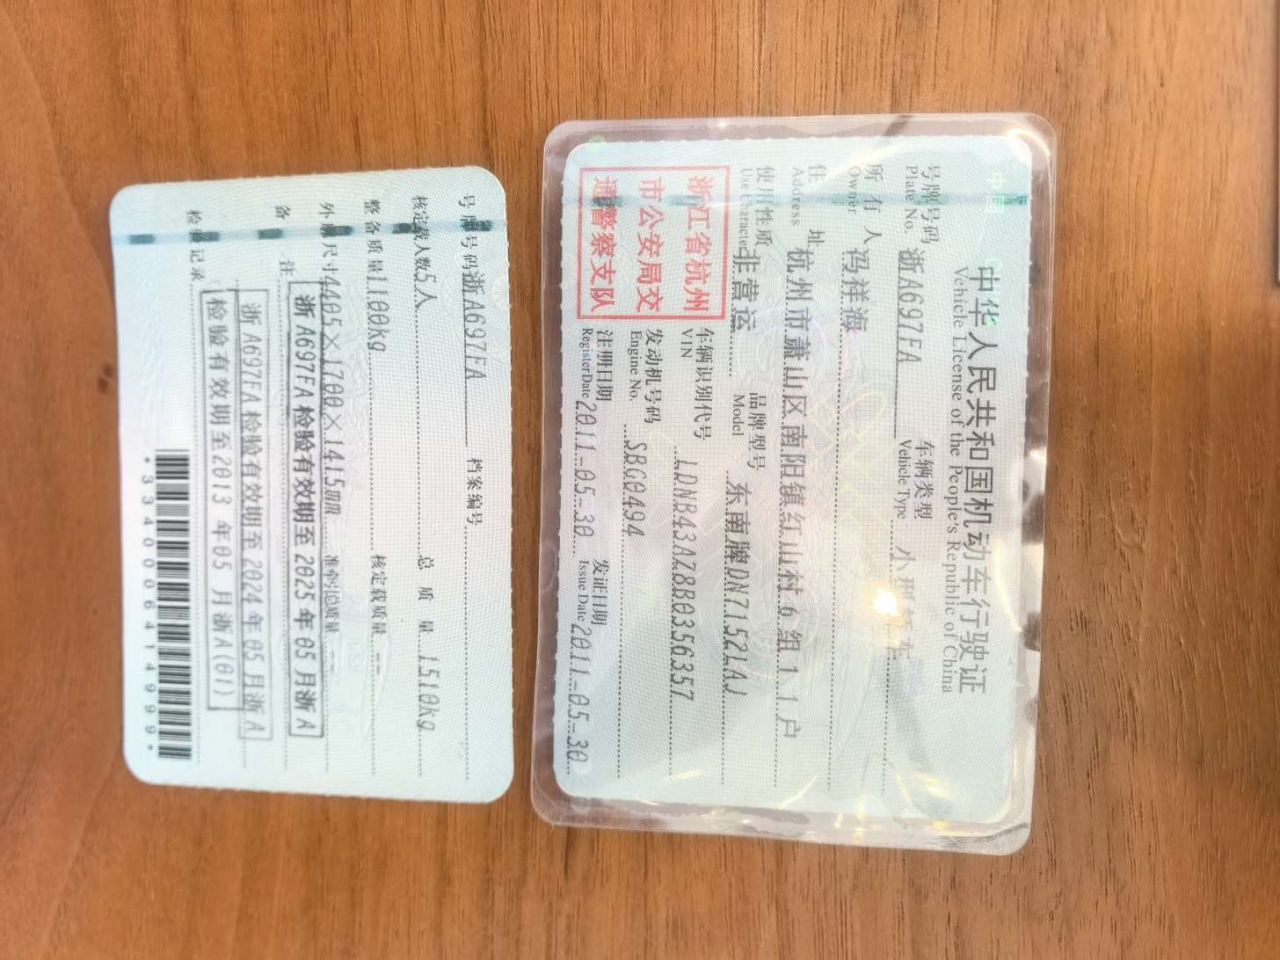 中华人民共和国机动车行驶证
Vehicle License of the People's Republic of China
号牌号码 浙A697FA 车辆类型 小型轿车
Plate No. Vehicle Type
所有人 冯祥海
Owner
住址 杭州市萧山区南阳镇红山村6组11户
Address
使用性质 非营运 品牌型号 东南牌DN7152LAJ
Use Character Model
浙江省杭州
市公安局交
通警察支队
车辆识别代号 LDNB43AZ8B0356357
VIN
发动机号码 SBG0494
Engine No.
注册日期 2011-05-30 发证日期 2011-05-30
Register Date Issue Date
中国
号牌号码 浙A697FA 档案编号
核定载人数 5人 总质量 1510kg
整备质量 1100kg 核定载质量 --
外廓尺寸 4405×1700×1415mm 准牵引总质量 --
备注 浙A697FA 检验有效期至 2025年05月浙A
浙A697FA 检验有效期至 2024年05月浙A
检验记录 检验有效期至2013年05月浙A(01)
*3340006414999*